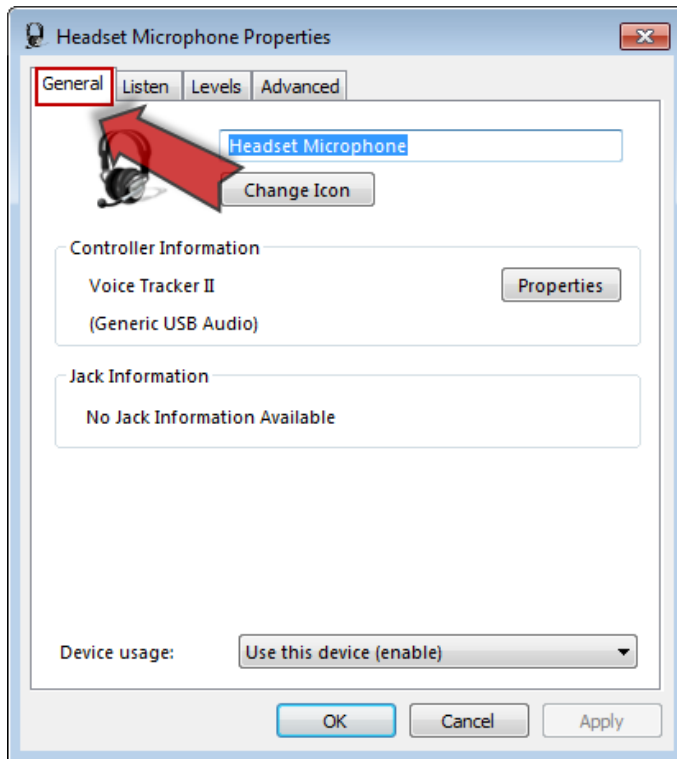 Headset Microphone Properties
General Listen Levels Advanced
Headset Microphone
Change Icon
Controller Information
Voice Tracker II
Properties
(Generic USB Audio)
Jack Information
No Jack Information Available
Device usage: Use this device (enable)
OK Cancel Apply